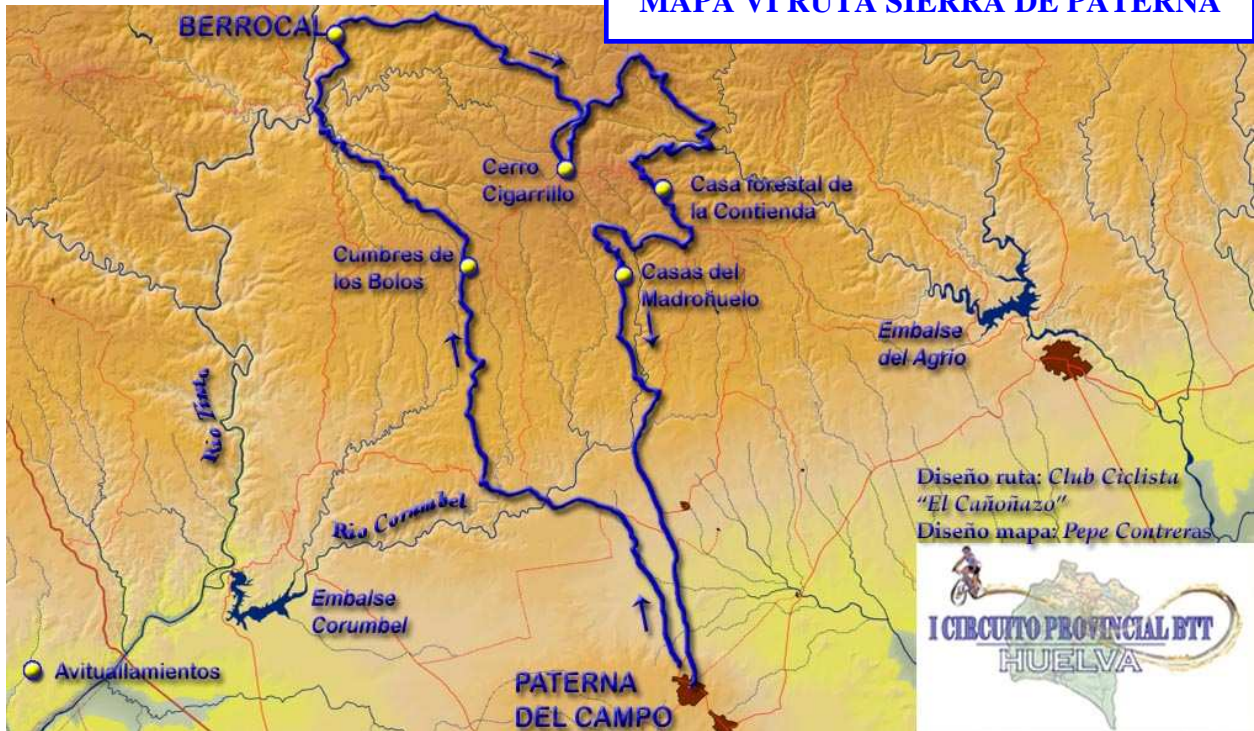 MAPA VI RUTA SIERRA DE PATERNA
BERROCAL
Cerro
Cigarrillo
Casa forestal de
la Contienda
Cumbres de
los Bolos
Casas del
Madroñuelo
Embalse
del Agrio
Rio Tinto
Rio Corumbel
Diseño ruta: Club Ciclista
"El Cañoñazo"
Diseño mapa: Pepe Contreras
Embalse
Corumbel
I CIRCUITO PROVINCIAL BTT
HUELVA
Avituallamientos
PATERNA
DEL CAMPO